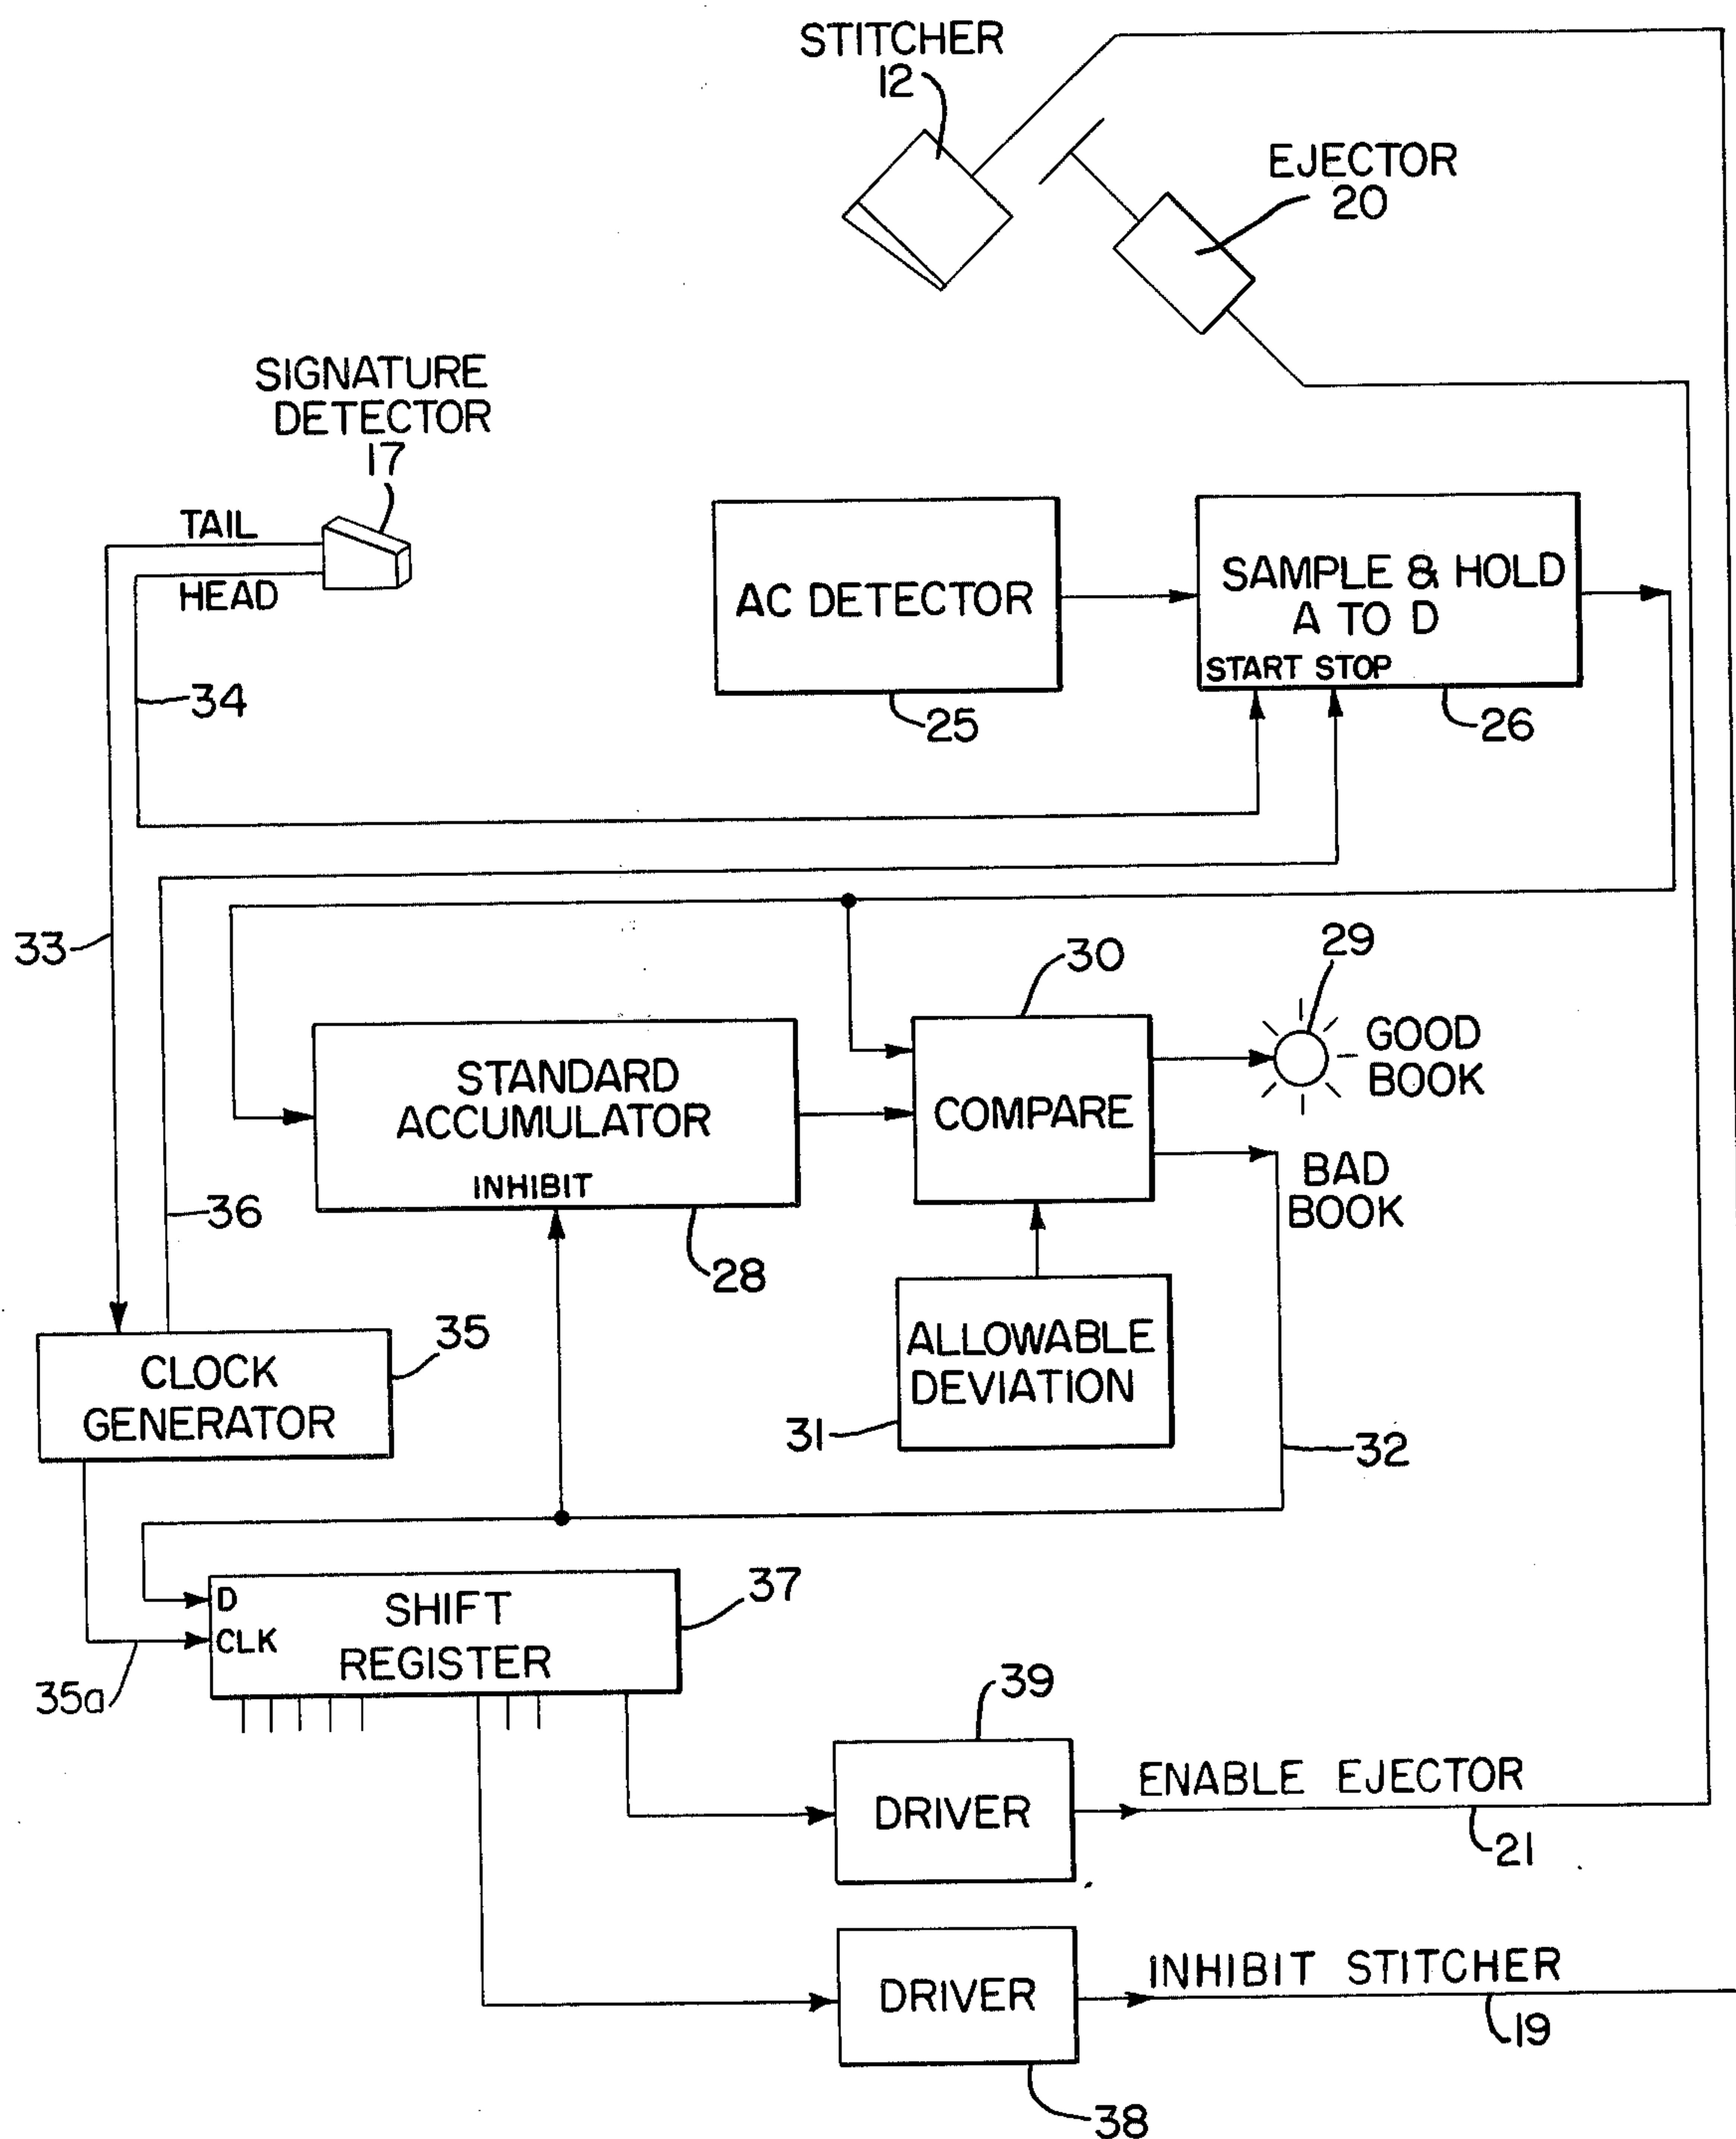 STITCHER
12
EJECTOR
20
SIGNATURE
DETECTOR
17
TAIL
HEAD
34
AC DETECTOR
25
SAMPLE & HOLD
A TO D
START STOP
26
33
36
STANDARD
ACCUMULATOR
INHIBIT
28
30
COMPARE
29
GOOD
BOOK
BAD
BOOK
ALLOWABLE
DEVIATION
31
32
CLOCK
GENERATOR
35
35a
D
CLK
SHIFT
REGISTER
37
39
DRIVER
ENABLE EJECTOR
21
DRIVER
38
INHIBIT STITCHER
19